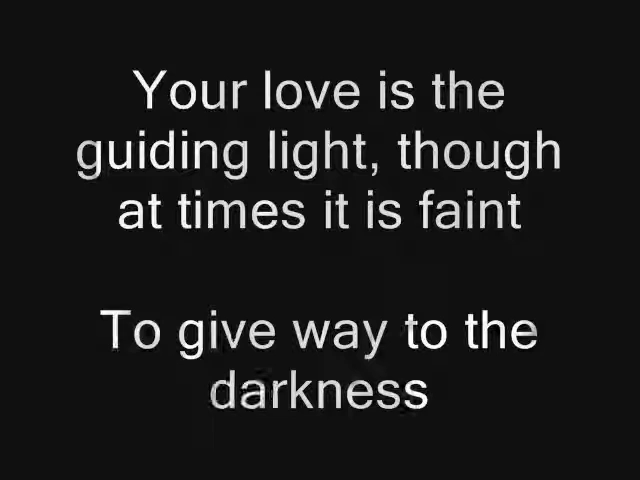 Your love is the
guiding light, though
at times it is faint
To give way to the
darkness